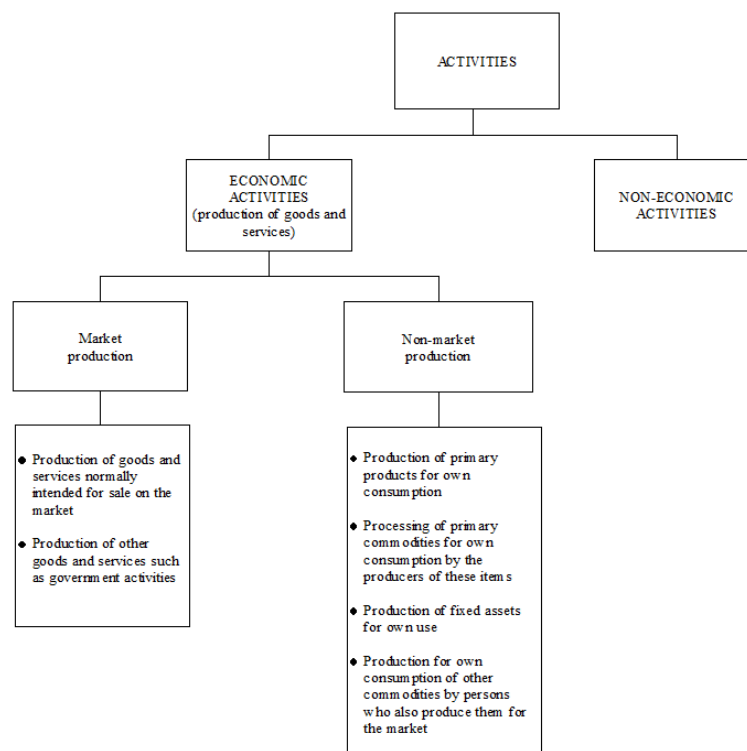 ACTIVITIES
ECONOMIC
ACTIVITIES
(production of goods and
services)
NON-ECONOMIC
ACTIVITIES
Market
production
Non-market
production
● Production of goods and
services normally
intended for sale on the
market
● Production of other
goods and services such
as government activities
● Production of primary
products for own
consumption
● Processing of primary
commodities for own
consumption by the
producers of these items
● Production of fixed assets
for own use
● Production for own
consumption of other
commodities by persons
who also produce them for
the market